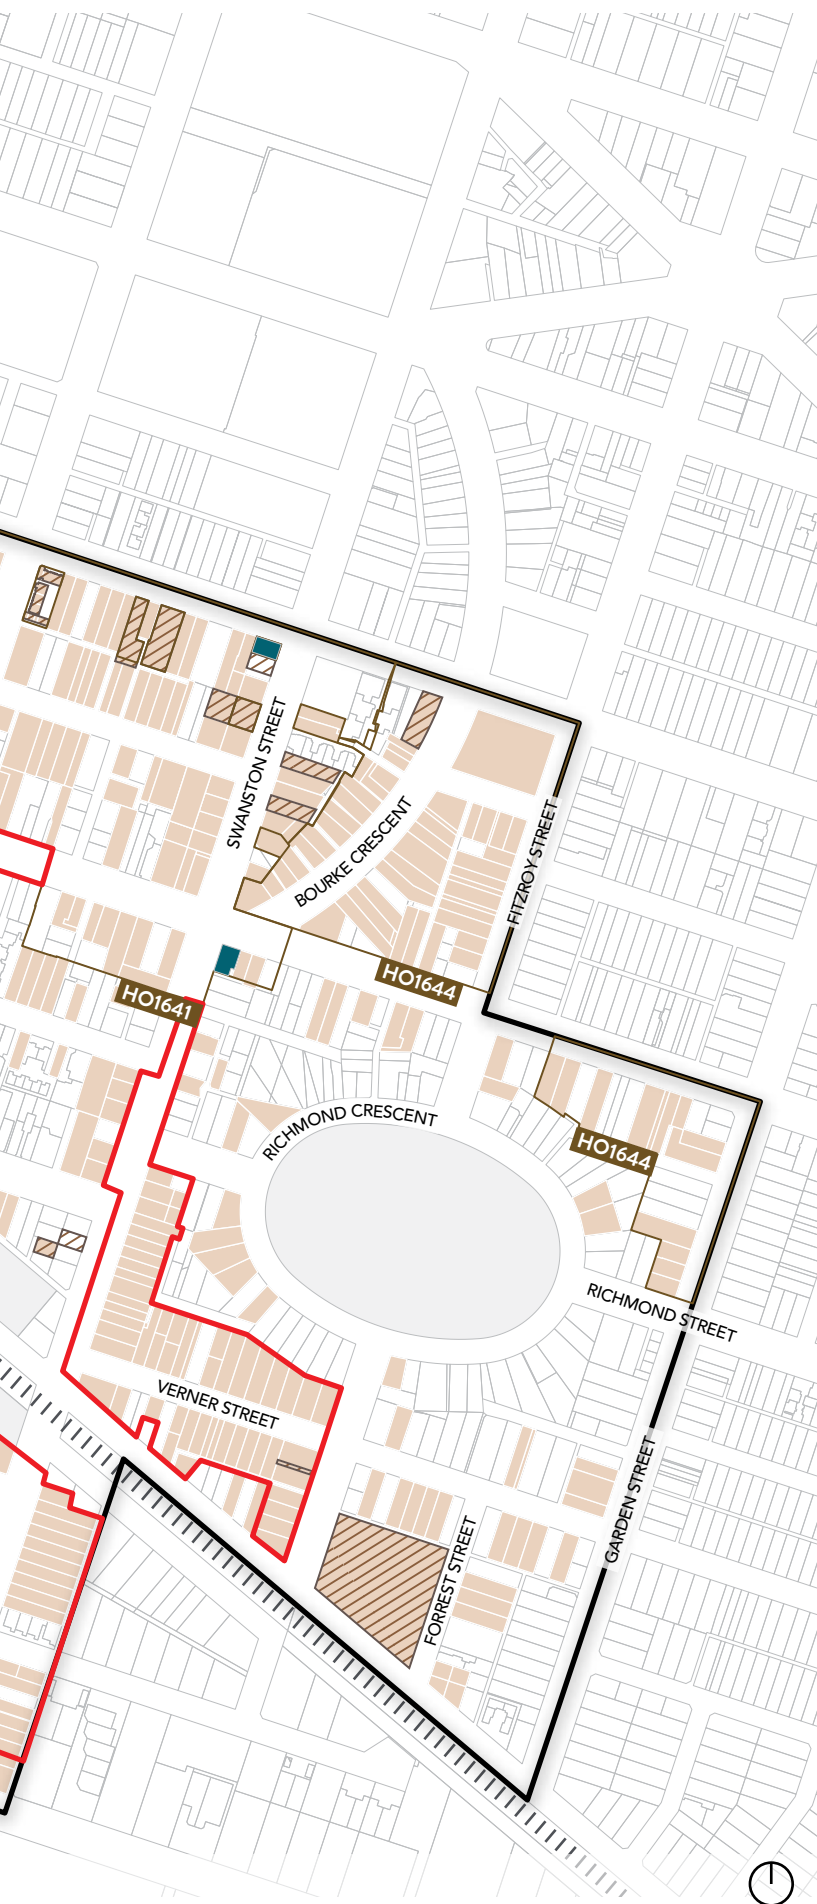 SWANSTON STREET
BOURKE CRESCENT
FITZROY STREET
HO1644
HO1641
RICHMOND CRESCENT
HO1644
RICHMOND STREET
VERNER STREET
GARDEN STREET
FORREST STREET